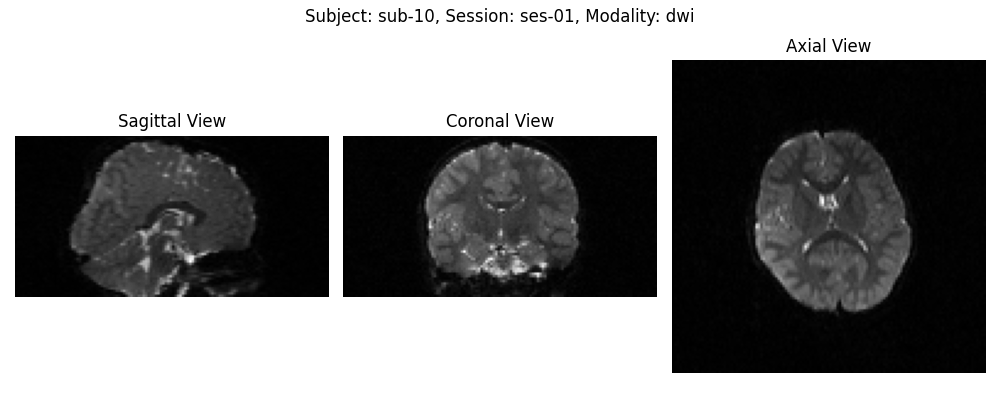 Subject: sub-10, Session: ses-01, Modality: dwi
Axial View
Sagittal View
Coronal View